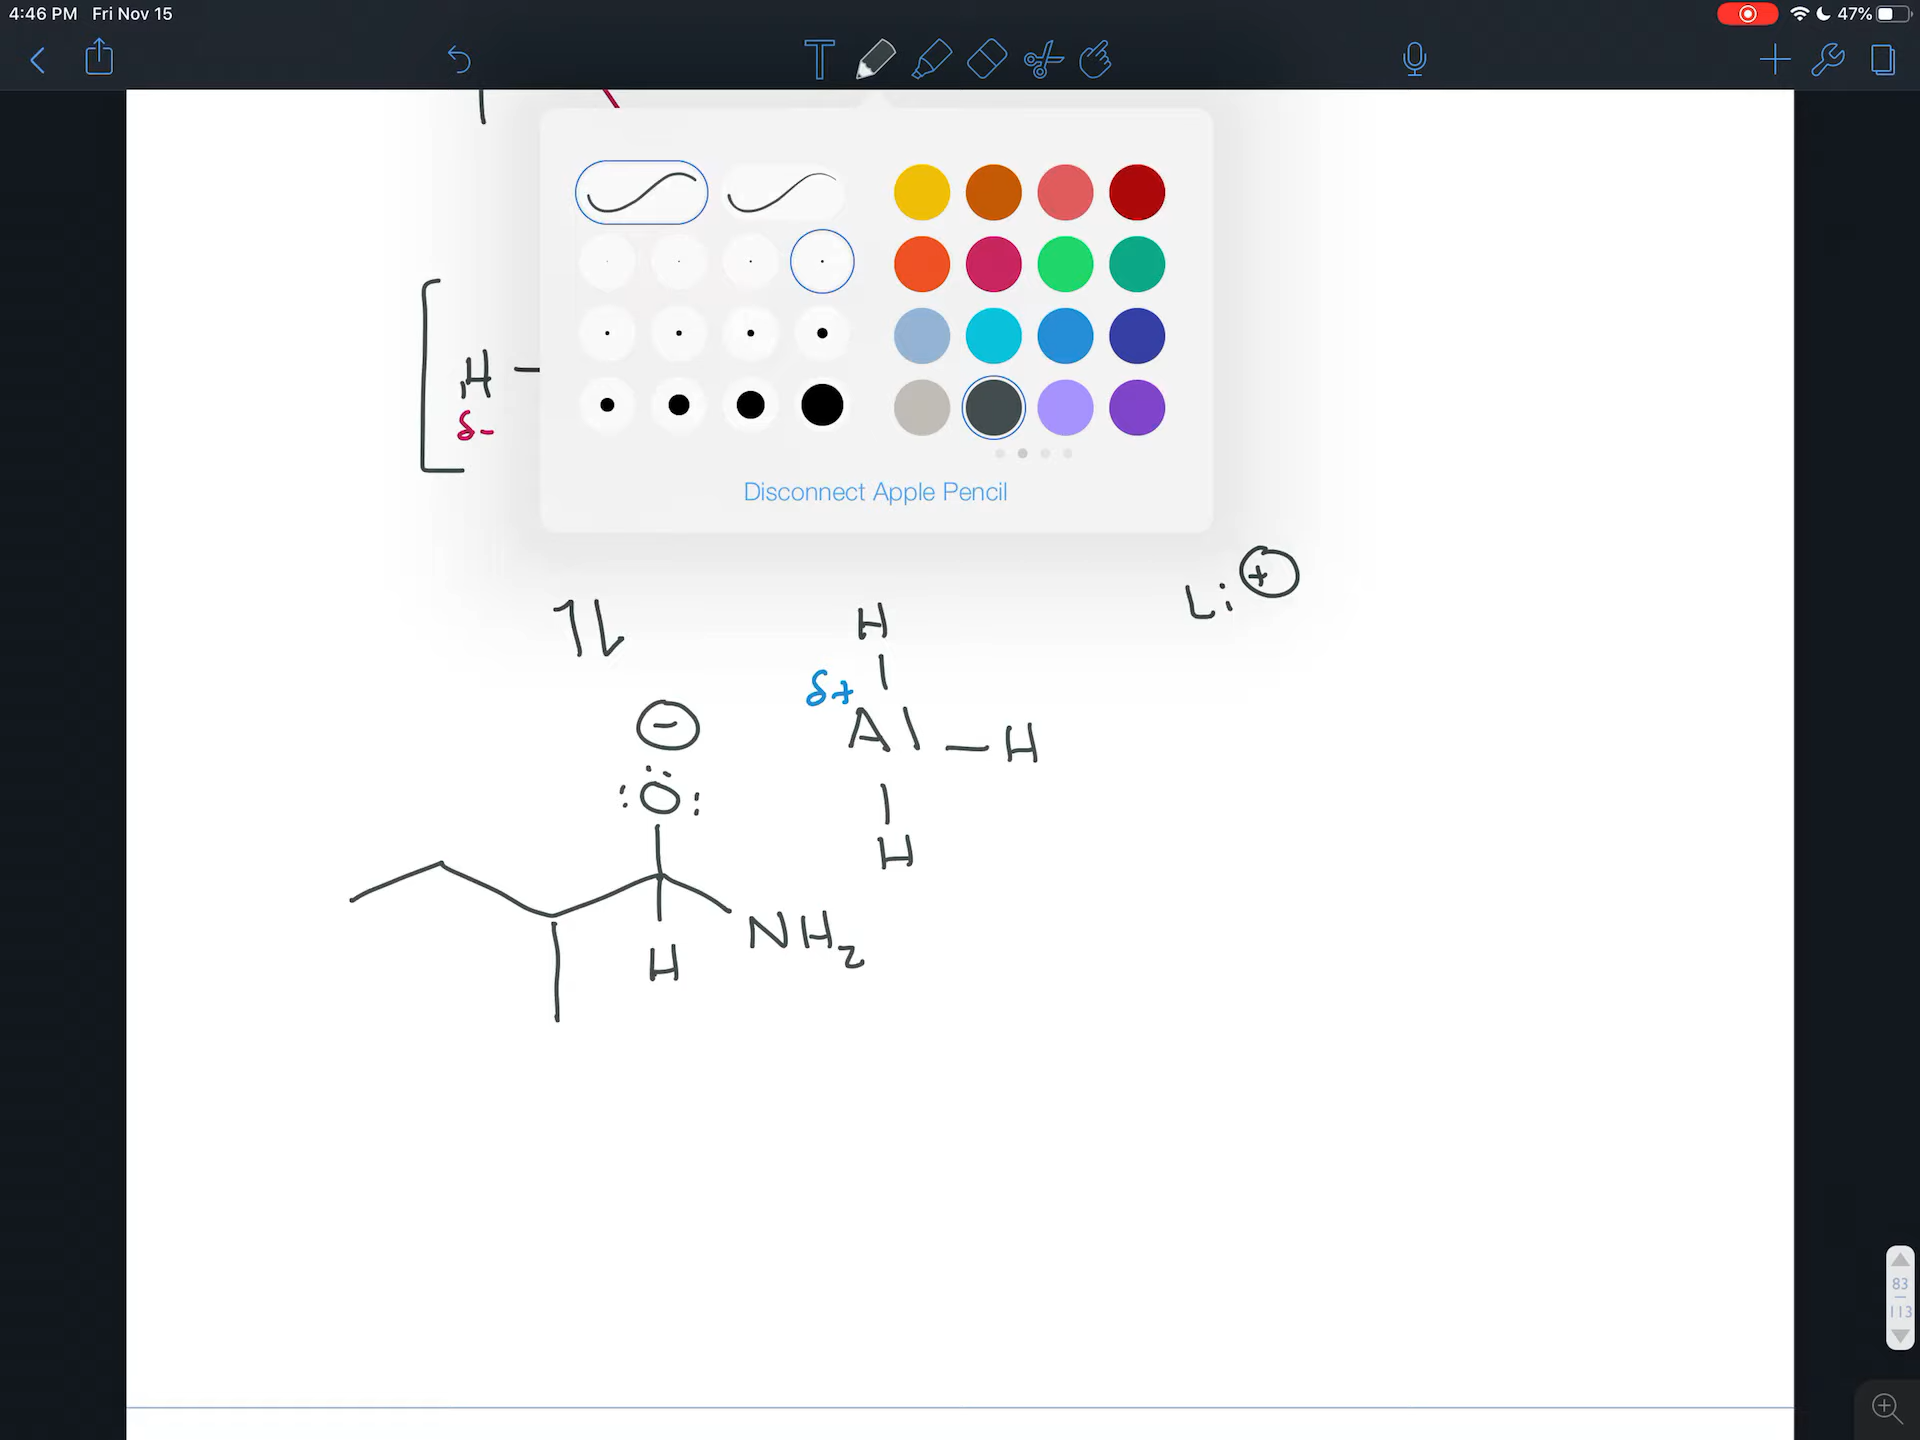 4:46 PM Fri Nov 15
47%
T
H –
δ-
Disconnect Apple Pencil
Li +
H
δ+
Al – H
H
–
:Ö:
NH2
H
83
113